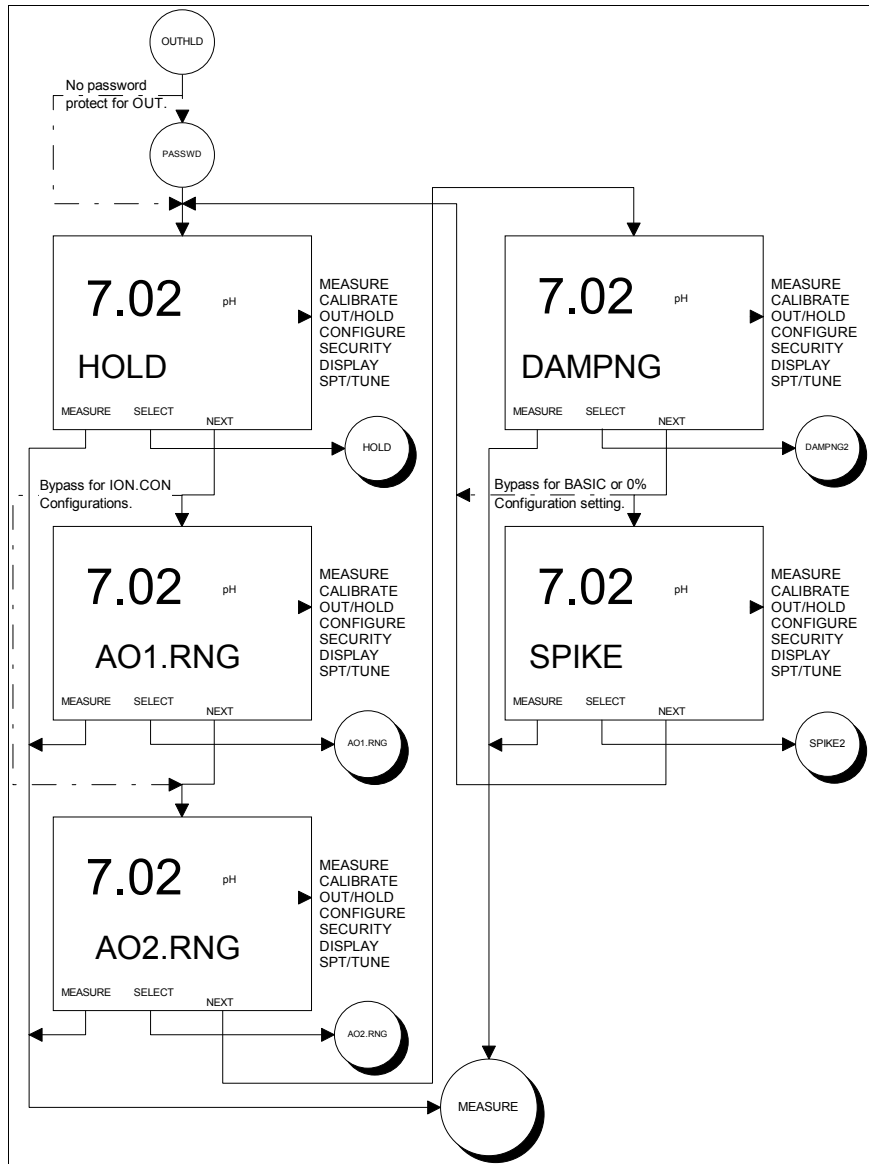 OUTHLD
No password
protect for OUT.
PASSWD
7.02 pH
HOLD
MEASURE SELECT NEXT
MEASURE
CALIBRATE
OUT/HOLD
CONFIGURE
SECURITY
DISPLAY
SPT/TUNE
HOLD
Bypass for ION.CON
Configurations.
7.02 pH
AO1.RNG
MEASURE SELECT NEXT
MEASURE
CALIBRATE
OUT/HOLD
CONFIGURE
SECURITY
DISPLAY
SPT/TUNE
AO1.RNG
7.02 pH
AO2.RNG
MEASURE SELECT NEXT
MEASURE
CALIBRATE
OUT/HOLD
CONFIGURE
SECURITY
DISPLAY
SPT/TUNE
AO2.RNG
7.02 pH
DAMPNG
MEASURE SELECT NEXT
MEASURE
CALIBRATE
OUT/HOLD
CONFIGURE
SECURITY
DISPLAY
SPT/TUNE
DAMPNG2
Bypass for BASIC or 0%
Configuration setting.
7.02 pH
SPIKE
MEASURE SELECT NEXT
MEASURE
CALIBRATE
OUT/HOLD
CONFIGURE
SECURITY
DISPLAY
SPT/TUNE
SPIKE2
MEASURE